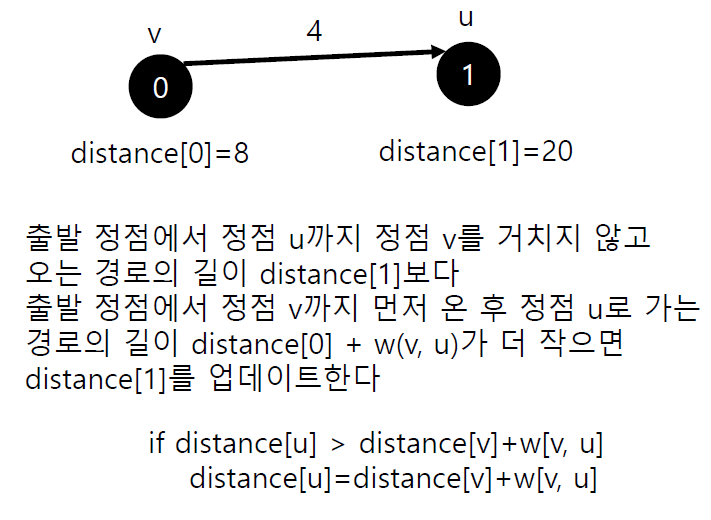 v
4
u
0
1
distance[0]=8
distance[1]=20
출발 정점에서 정점 u까지 정점 v를 거치지 않고
오는 경로의 길이 distance[1]보다
출발 정점에서 정점 v까지 먼저 온 후 정점 u로 가는
경로의 길이 distance[0] + w(v, u)가 더 작으면
distance[1]를 업데이트한다
if distance[u] > distance[v]+w[v, u]
distance[u]=distance[v]+w[v, u]